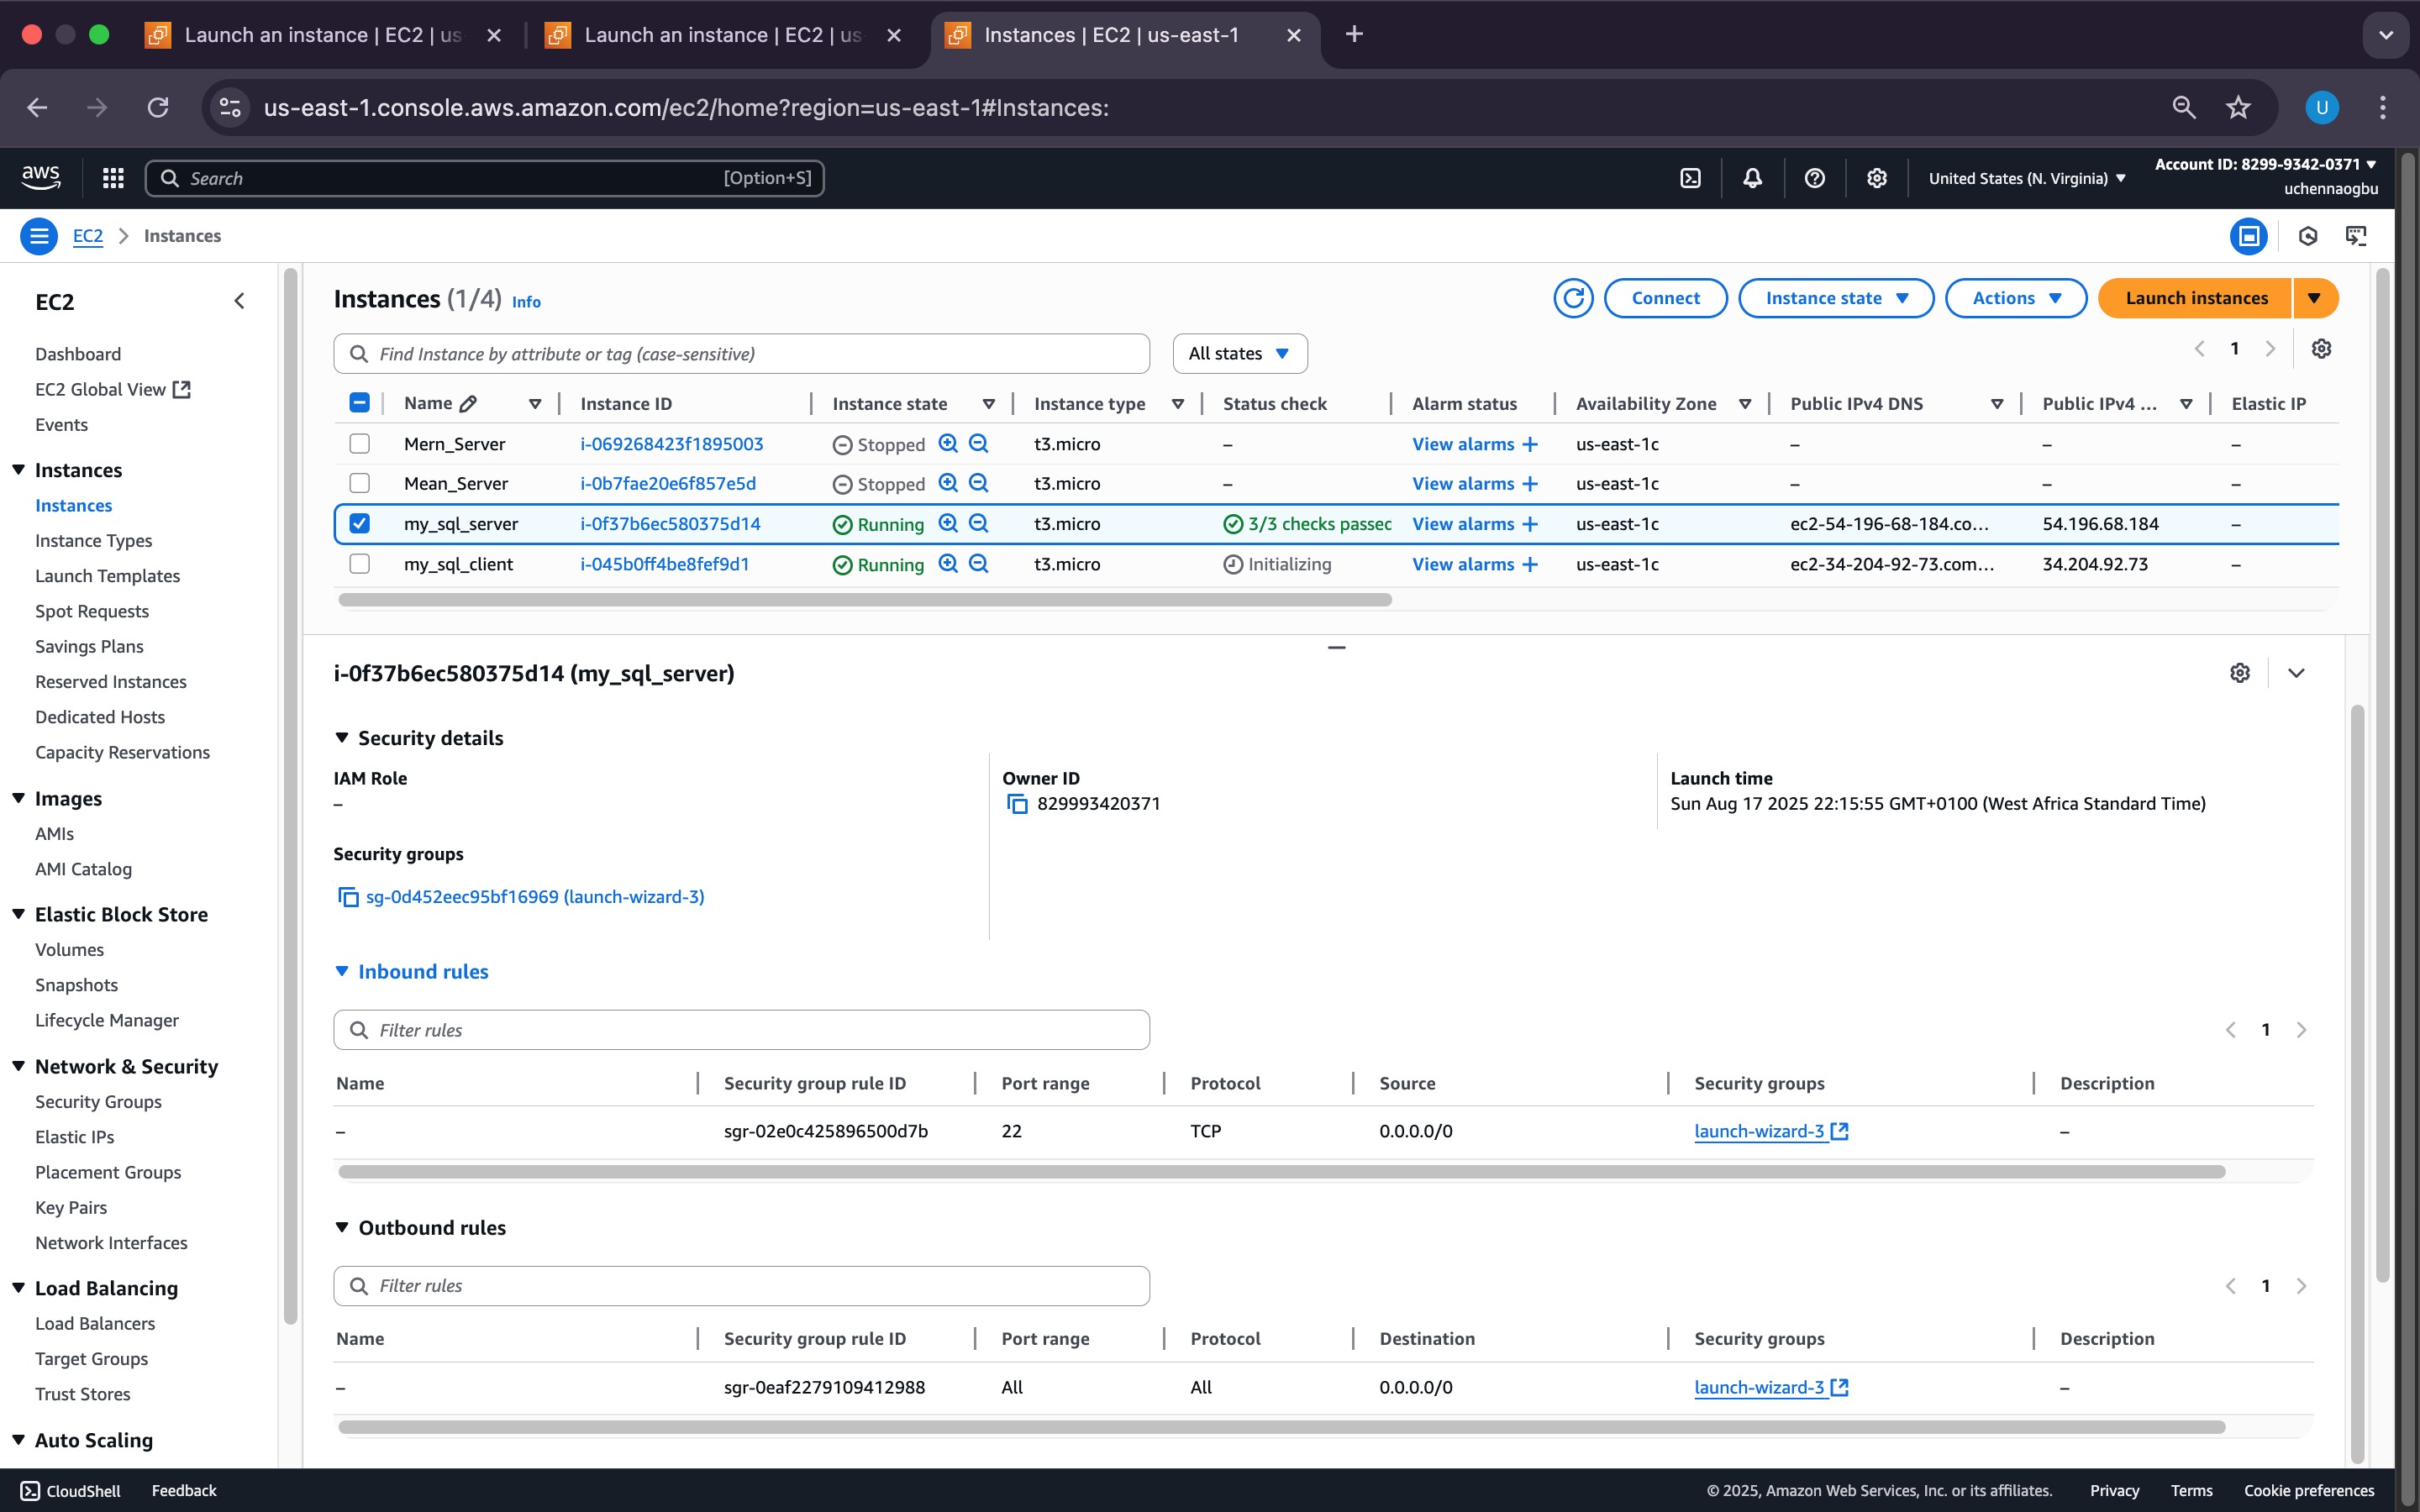 Launch an instance | EC2 | us-
Launch an instance | EC2 | us-
Instances | EC2 | us-east-1
us-east-1.console.aws.amazon.com/ec2/home?region=us-east-1#Instances:
U
aws
Search
[Option+S]
United States (N. Virginia)
Account ID: 8299-9342-0371
uchennaogbu
EC2
Instances
EC2
Dashboard
EC2 Global View
Events
Instances
Instances
Instance Types
Launch Templates
Spot Requests
Savings Plans
Reserved Instances
Dedicated Hosts
Capacity Reservations
Images
AMIs
AMI Catalog
Elastic Block Store
Volumes
Snapshots
Lifecycle Manager
Network & Security
Security Groups
Elastic IPs
Placement Groups
Key Pairs
Network Interfaces
Load Balancing
Load Balancers
Target Groups
Trust Stores
Auto Scaling
Instances (1/4) Info
Connect
Instance state
Actions
Launch instances
Find Instance by attribute or tag (case-sensitive)
All states
1
Name Instance ID Instance state Instance type Status check Alarm status Availability Zone Public IPv4 DNS Public IPv4 ... Elastic IP
Mern_Server i-069268423f1895003 Stopped t3.micro – View alarms + us-east-1c – – –
Mean_Server i-0b7fae20e6f857e5d Stopped t3.micro – View alarms + us-east-1c – – –
my_sql_server i-0f37b6ec580375d14 Running t3.micro 3/3 checks passec View alarms + us-east-1c ec2-54-196-68-184.co... 54.196.68.184 –
my_sql_client i-045b0ff4be8fef9d1 Running t3.micro Initializing View alarms + us-east-1c ec2-34-204-92-73.com... 34.204.92.73 –
i-0f37b6ec580375d14 (my_sql_server)
Security details
IAM Role
–
Owner ID
829993420371
Launch time
Sun Aug 17 2025 22:15:55 GMT+0100 (West Africa Standard Time)
Security groups
sg-0d452eec95bf16969 (launch-wizard-3)
Inbound rules
Filter rules
1
Name Security group rule ID Port range Protocol Source Security groups Description
– sgr-02e0c425896500d7b 22 TCP 0.0.0.0/0 launch-wizard-3 –
Outbound rules
Filter rules
1
Name Security group rule ID Port range Protocol Destination Security groups Description
– sgr-0eaf2279109412988 All All 0.0.0.0/0 launch-wizard-3 –
CloudShell Feedback
© 2025, Amazon Web Services, Inc. or its affiliates. Privacy Terms Cookie preferences